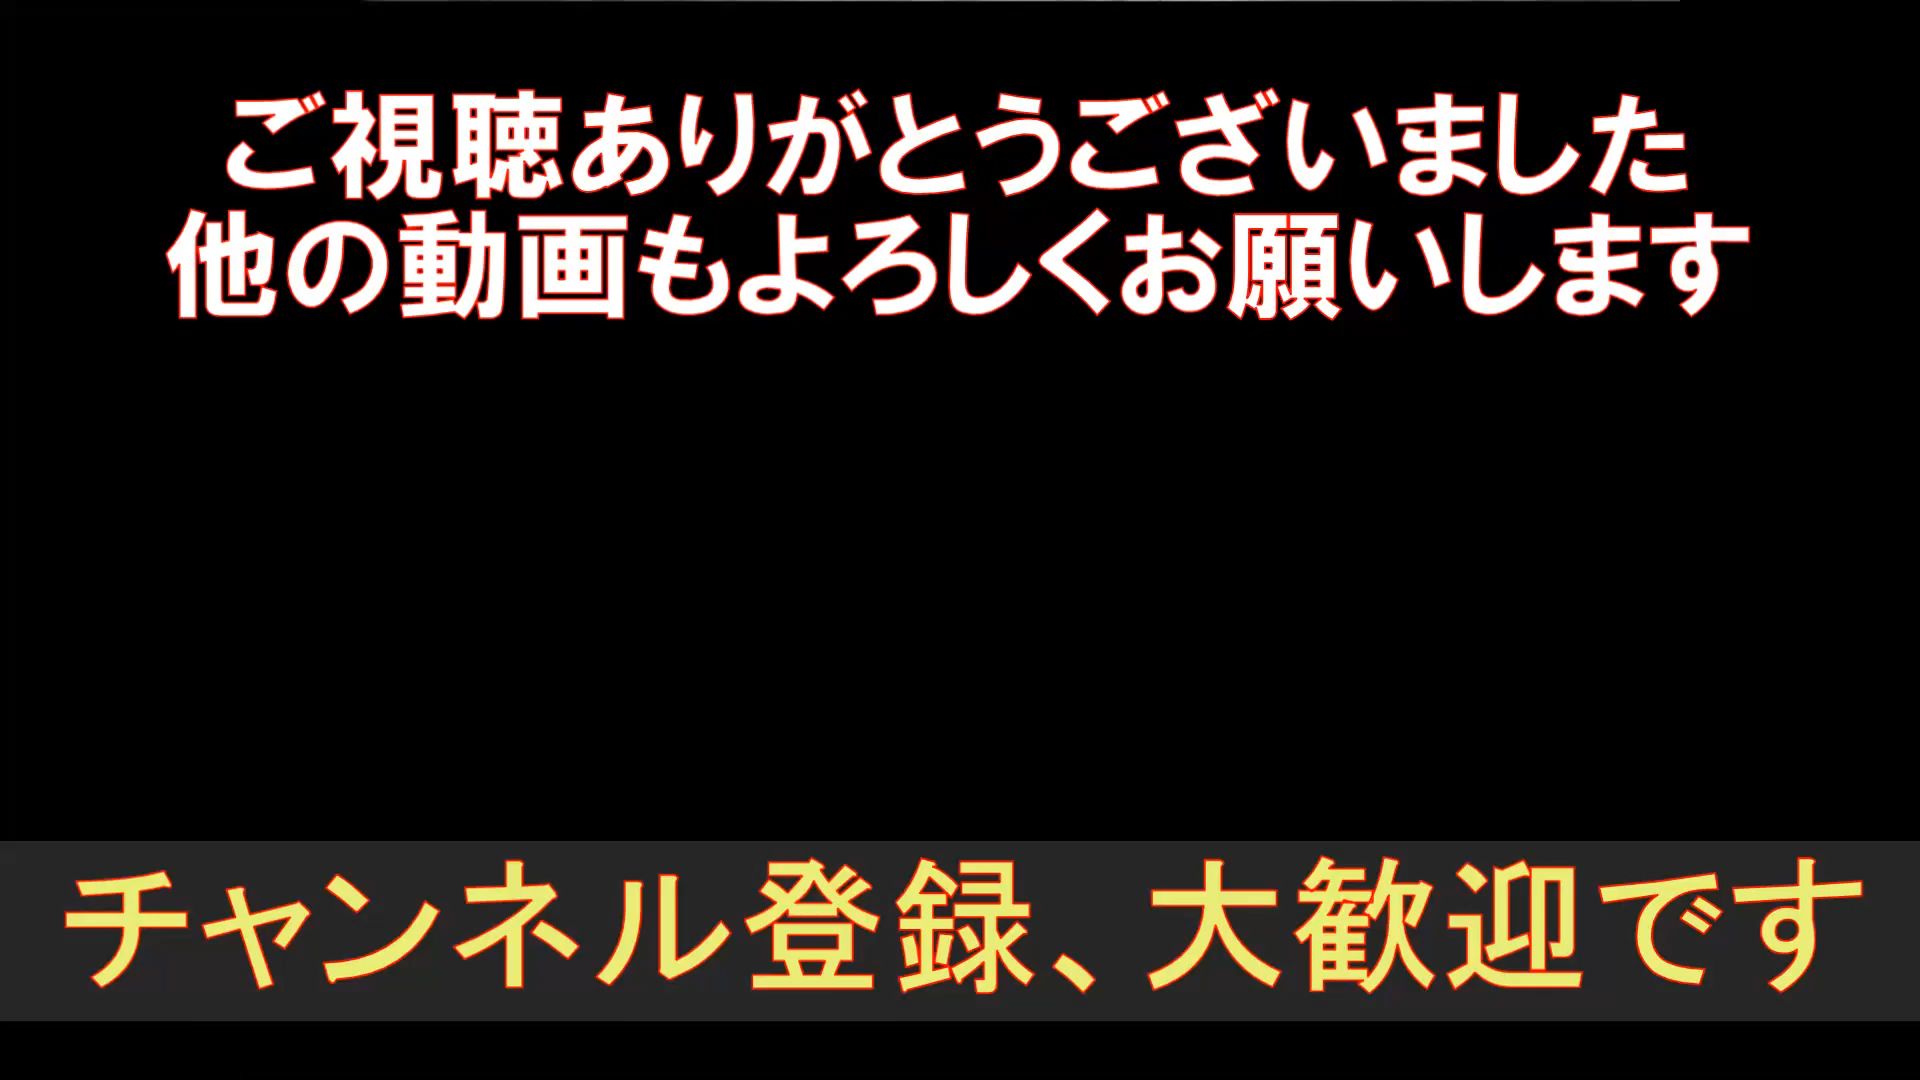 ご視聴ありがとうございました
他の動画もよろしくお願いします
チャンネル登録、大歓迎です